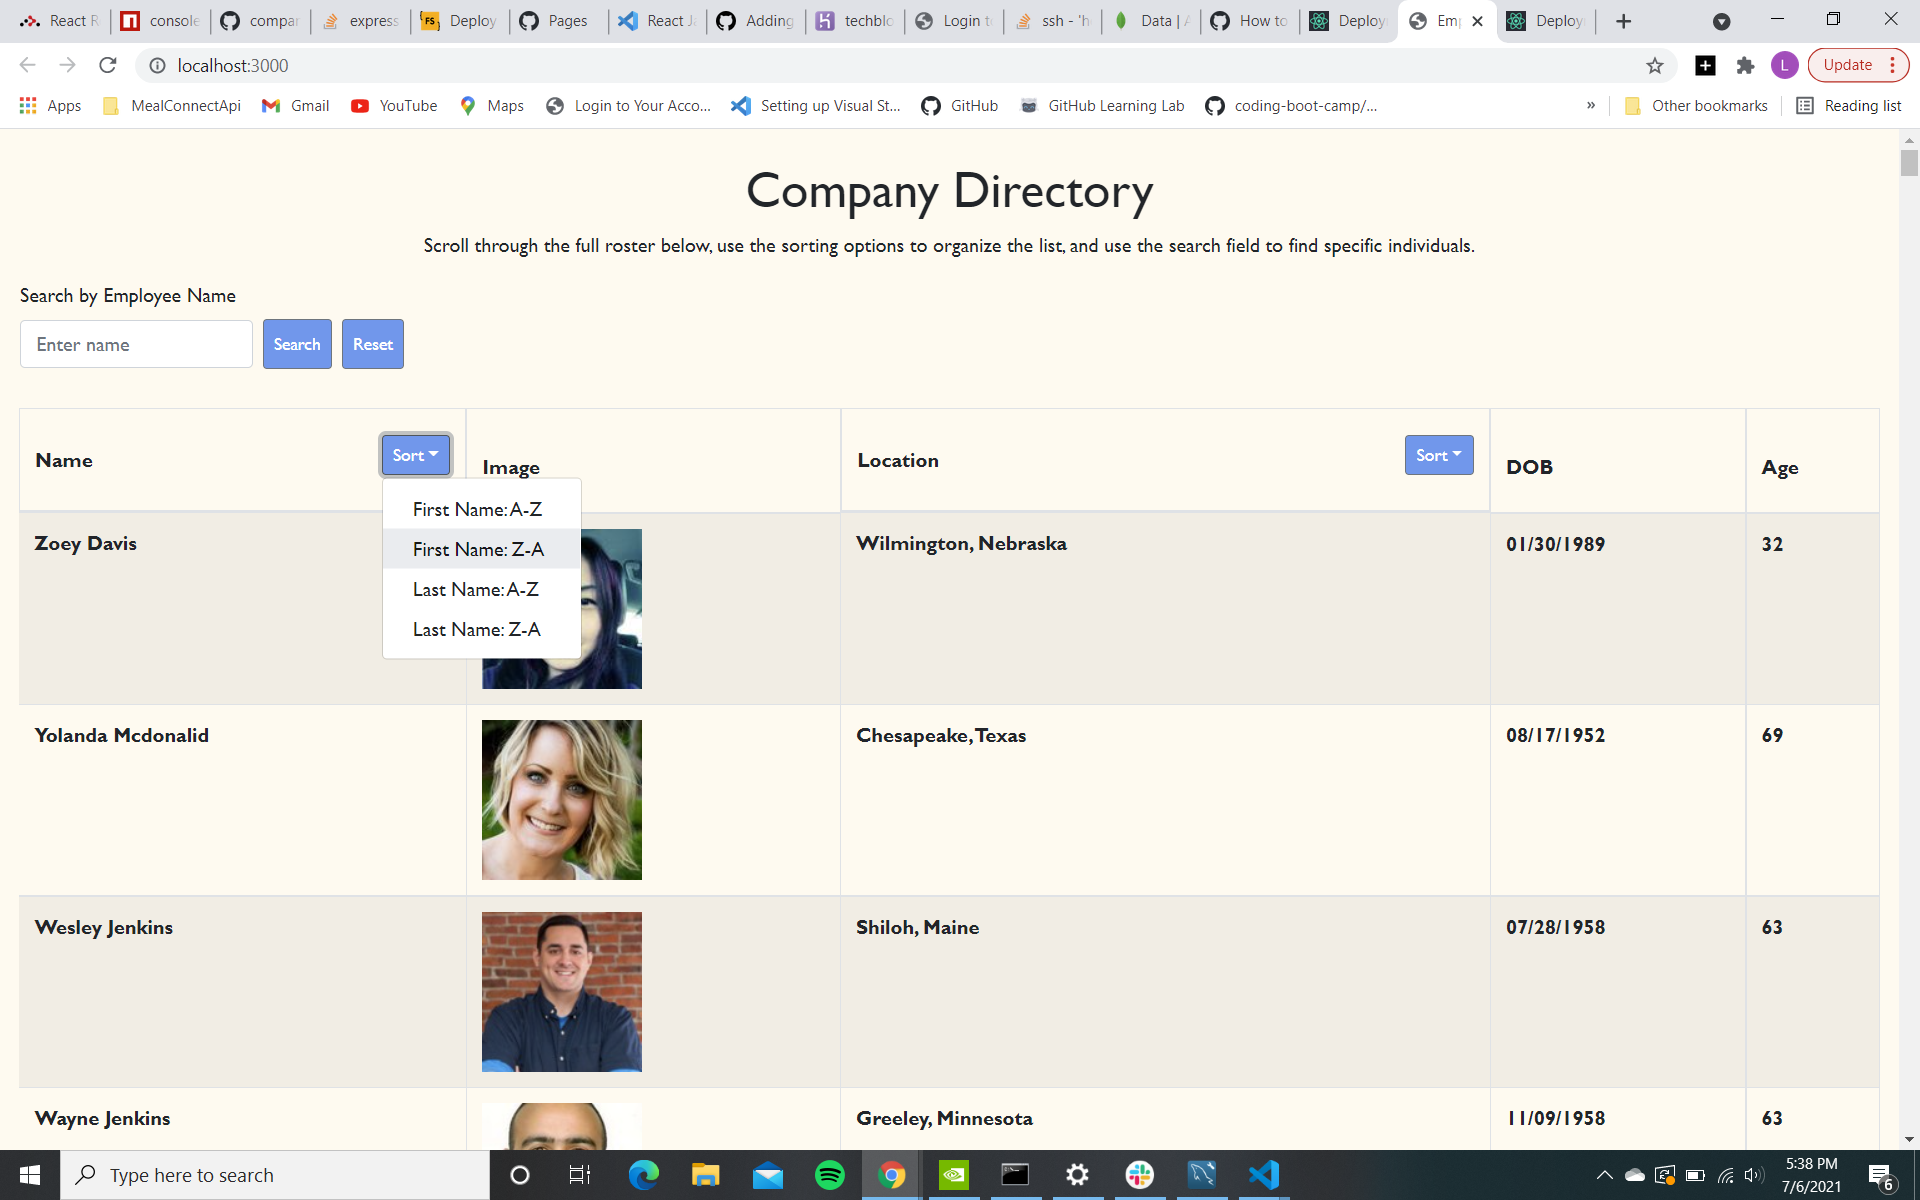 React R
console
compar
express
Deploy
Pages
React Ja
Adding
techblo
Login to
ssh - 'h
Data | A
How to
Deploy
Em
Deploy
localhost:3000
L
Update
Apps
MealConnectApi
Gmail
YouTube
Maps
Login to Your Acco...
Setting up Visual St...
GitHub
GitHub Learning Lab
coding-boot-camp/...
»
Other bookmarks
Reading list
Company Directory
Scroll through the full roster below, use the sorting options to organize the list, and use the search field to find specific individuals.
Search by Employee Name
Enter name
Search
Reset
Name
Sort
Image
Location
Sort
DOB
Age
First Name: A-Z
First Name: Z-A
Last Name: A-Z
Last Name: Z-A
Zoey Davis
Wilmington, Nebraska
01/30/1989
32
Yolanda Mcdonalid
Chesapeake, Texas
08/17/1952
69
Wesley Jenkins
Shiloh, Maine
07/28/1958
63
Wayne Jenkins
Greeley, Minnesota
11/09/1958
63
Type here to search
5:38 PM
7/6/2021
6